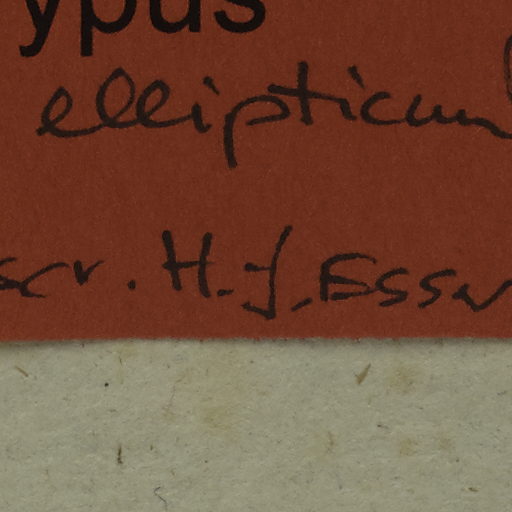 ypus
ellipticum
scr. H. J. Esser